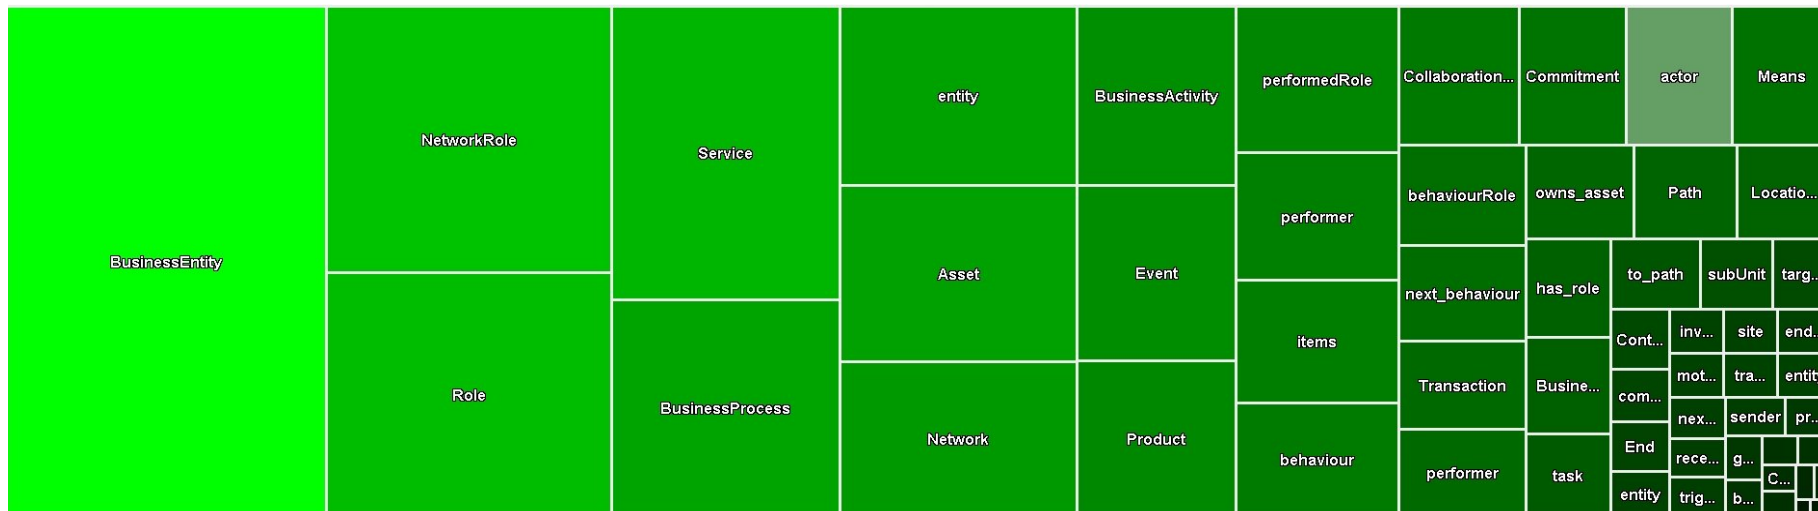 BusinessEntity
NetworkRole
Role
Service
BusinessProcess
entity
Asset
Network
BusinessActivity
Event
Product
performedRole
performer
items
behaviour
Collaboration...
Commitment
actor
Means
behaviourRole
owns_asset
Path
Locatio...
next_behaviour
has_role
to_path
subUnit
targ...
Transaction
Busine...
Cont...
inv...
site
end...
com...
mot...
tra...
entity
performer
task
End
nex...
sender
pr...
rece...
g...
entity
trig...
b...
C...